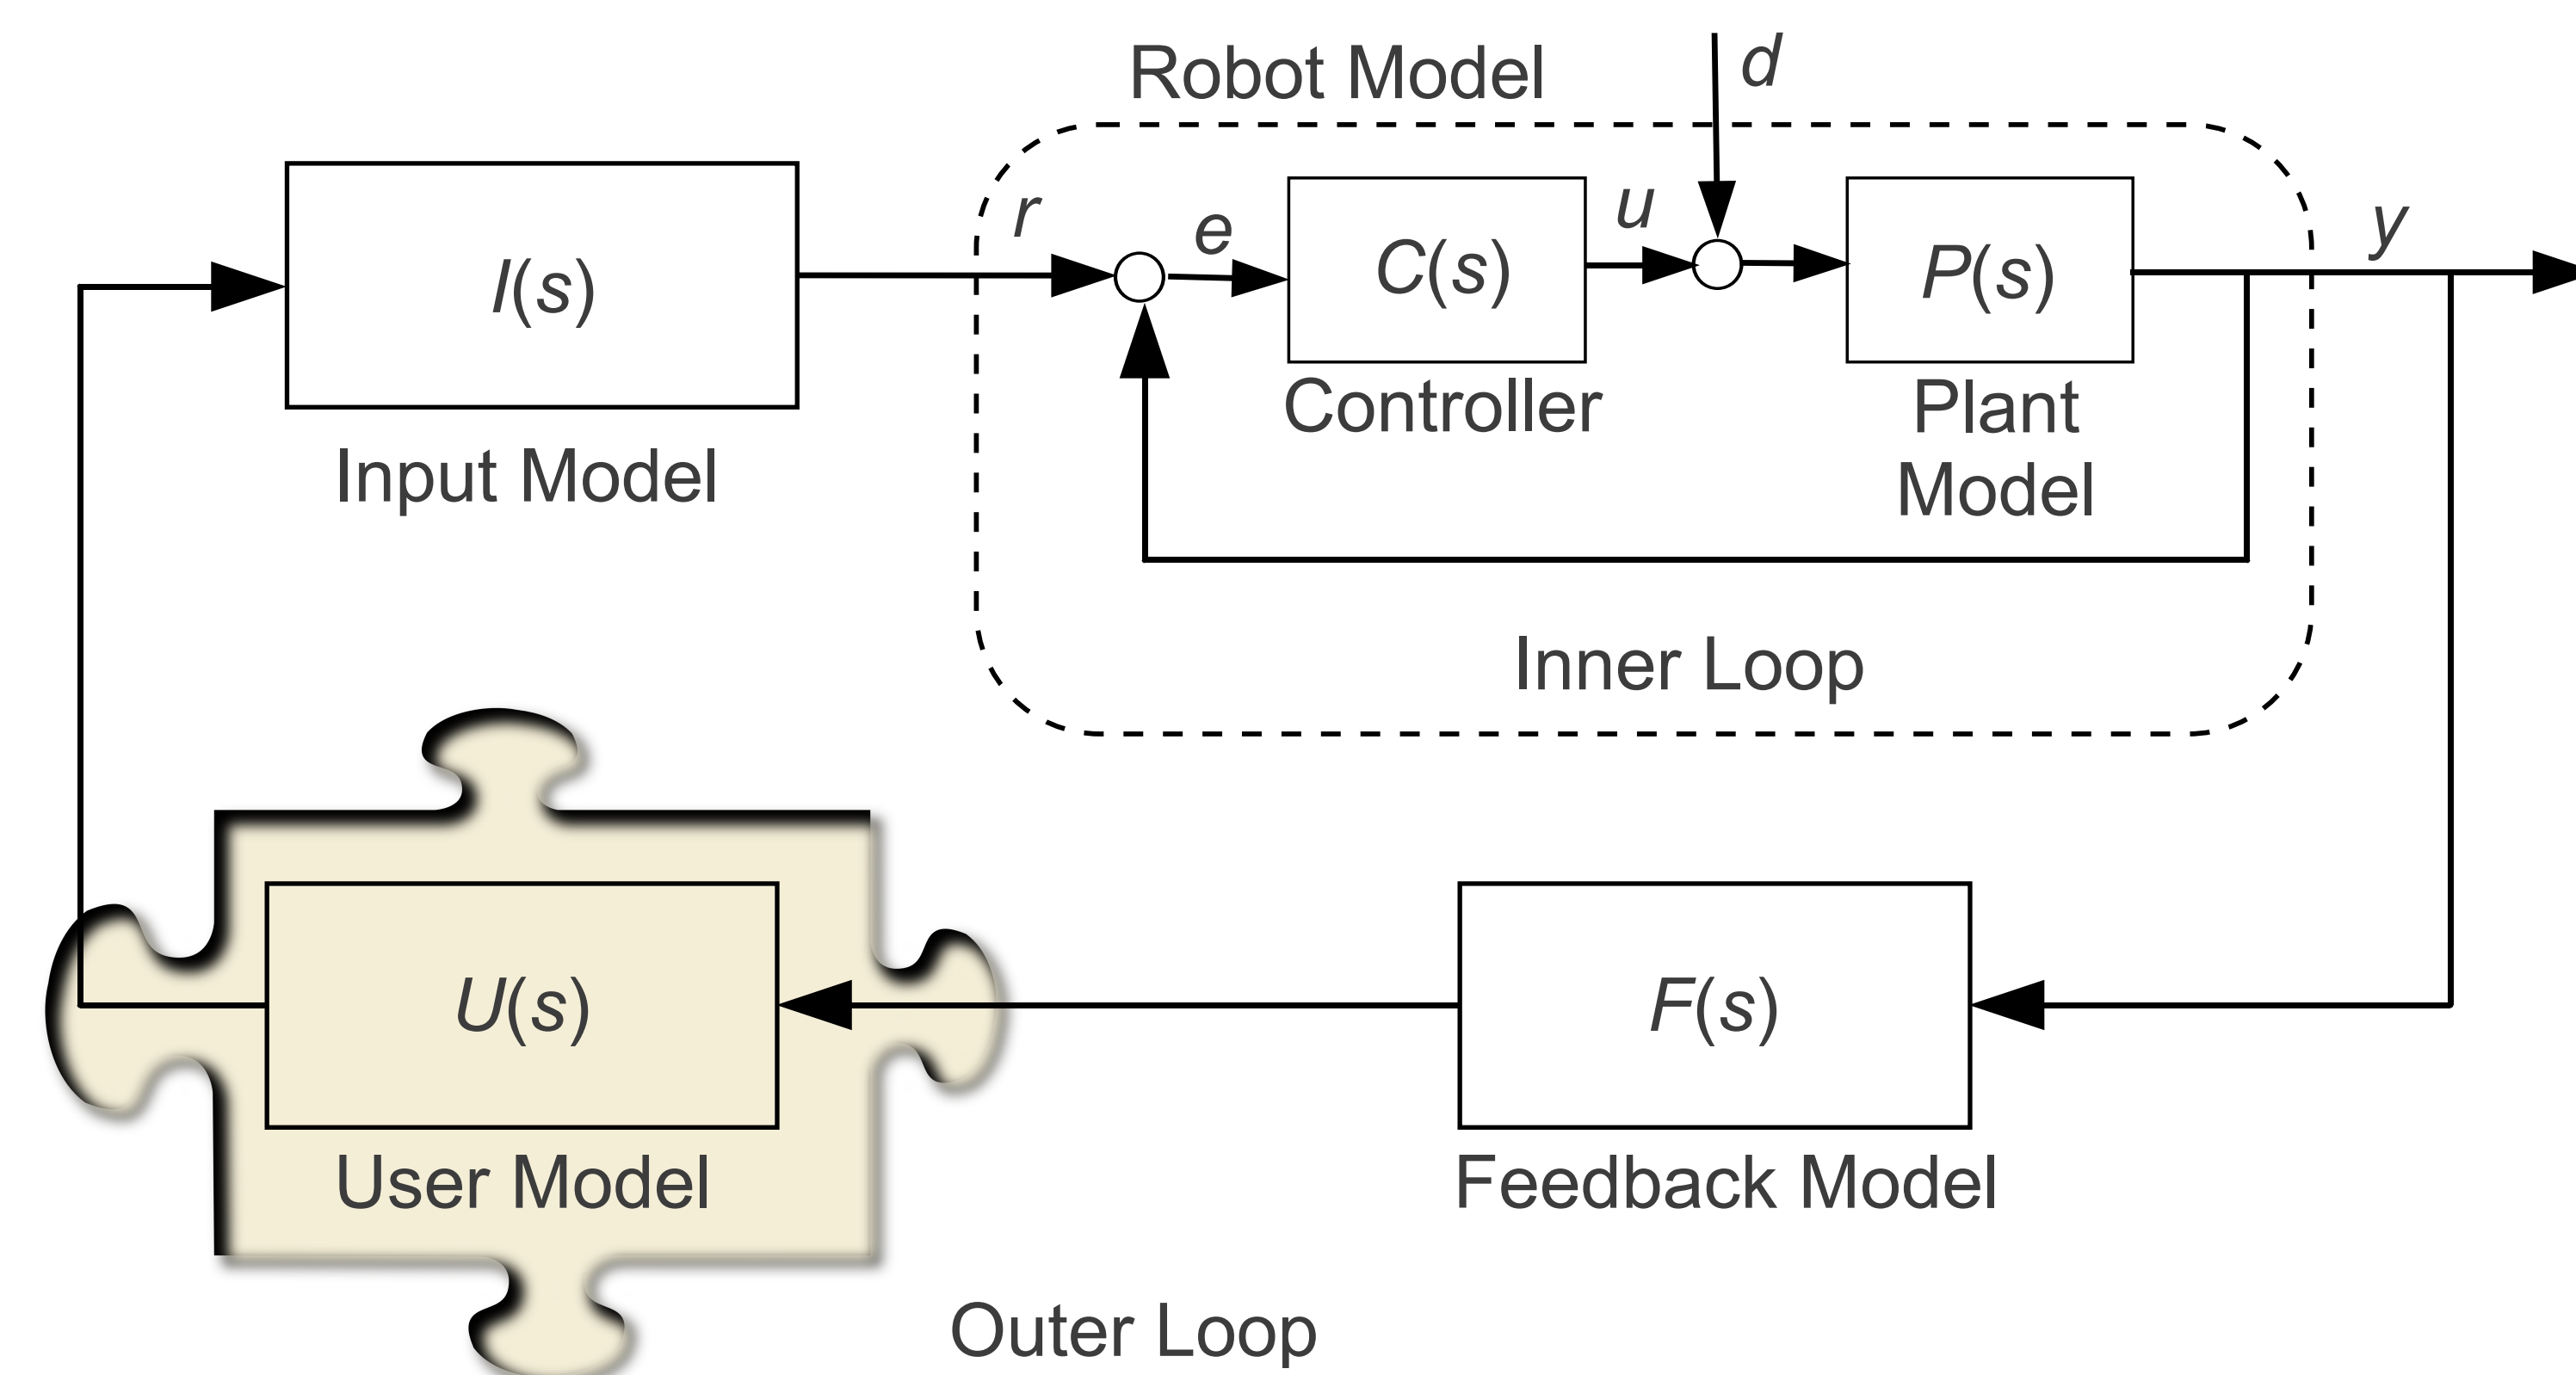 Robot Model
d
r
e
u
y
I(s)
C(s)
P(s)
Input Model
Controller
Plant
Model
Inner Loop
U(s)
F(s)
User Model
Feedback Model
Outer Loop